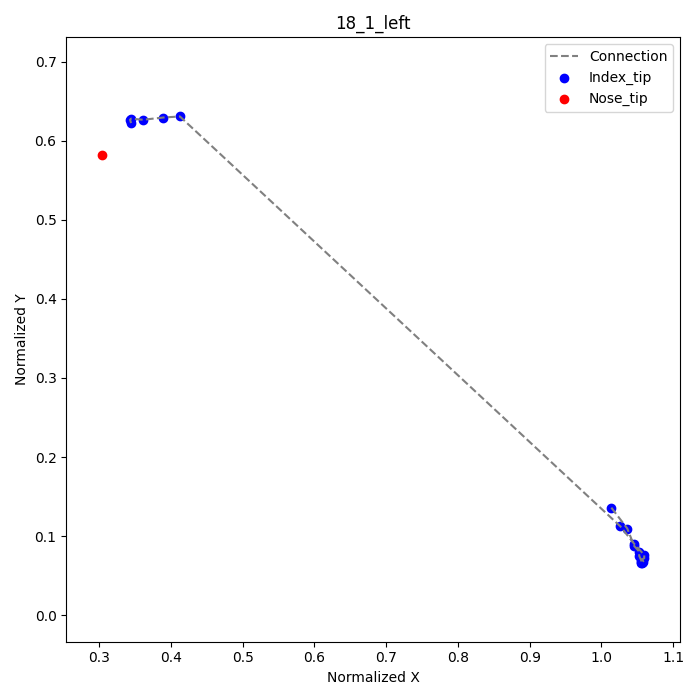 18_1_left
Connection
Index_tip
Nose_tip
0.7
0.6
0.5
0.4
0.3
0.2
0.1
0.0
Normalized Y
0.3 0.4 0.5 0.6 0.7 0.8 0.9 1.0 1.1
Normalized X